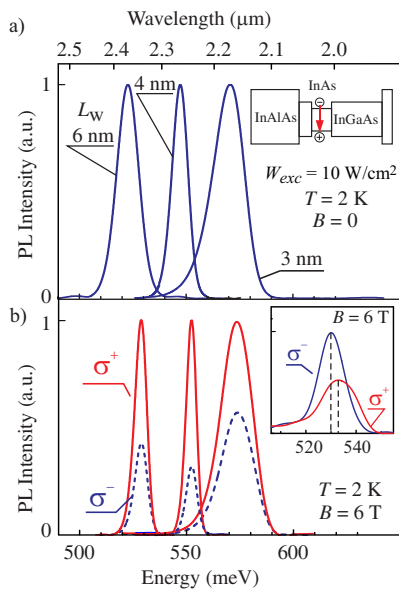 Wavelength (μm)
2.5 2.4 2.3 2.2 2.1 2.0
a)
1
PL Intensity (a.u.)
0
L_W
6 nm
4 nm
3 nm
InAs
InAlAs
InGaAs
W_exc = 10 W/cm²
T = 2 K
B = 0
b)
1
PL Intensity (a.u.)
0
σ⁺
σ⁻
B = 6 T
σ⁻
σ⁺
520 540
T = 2 K
B = 6 T
500 550 600
Energy (meV)